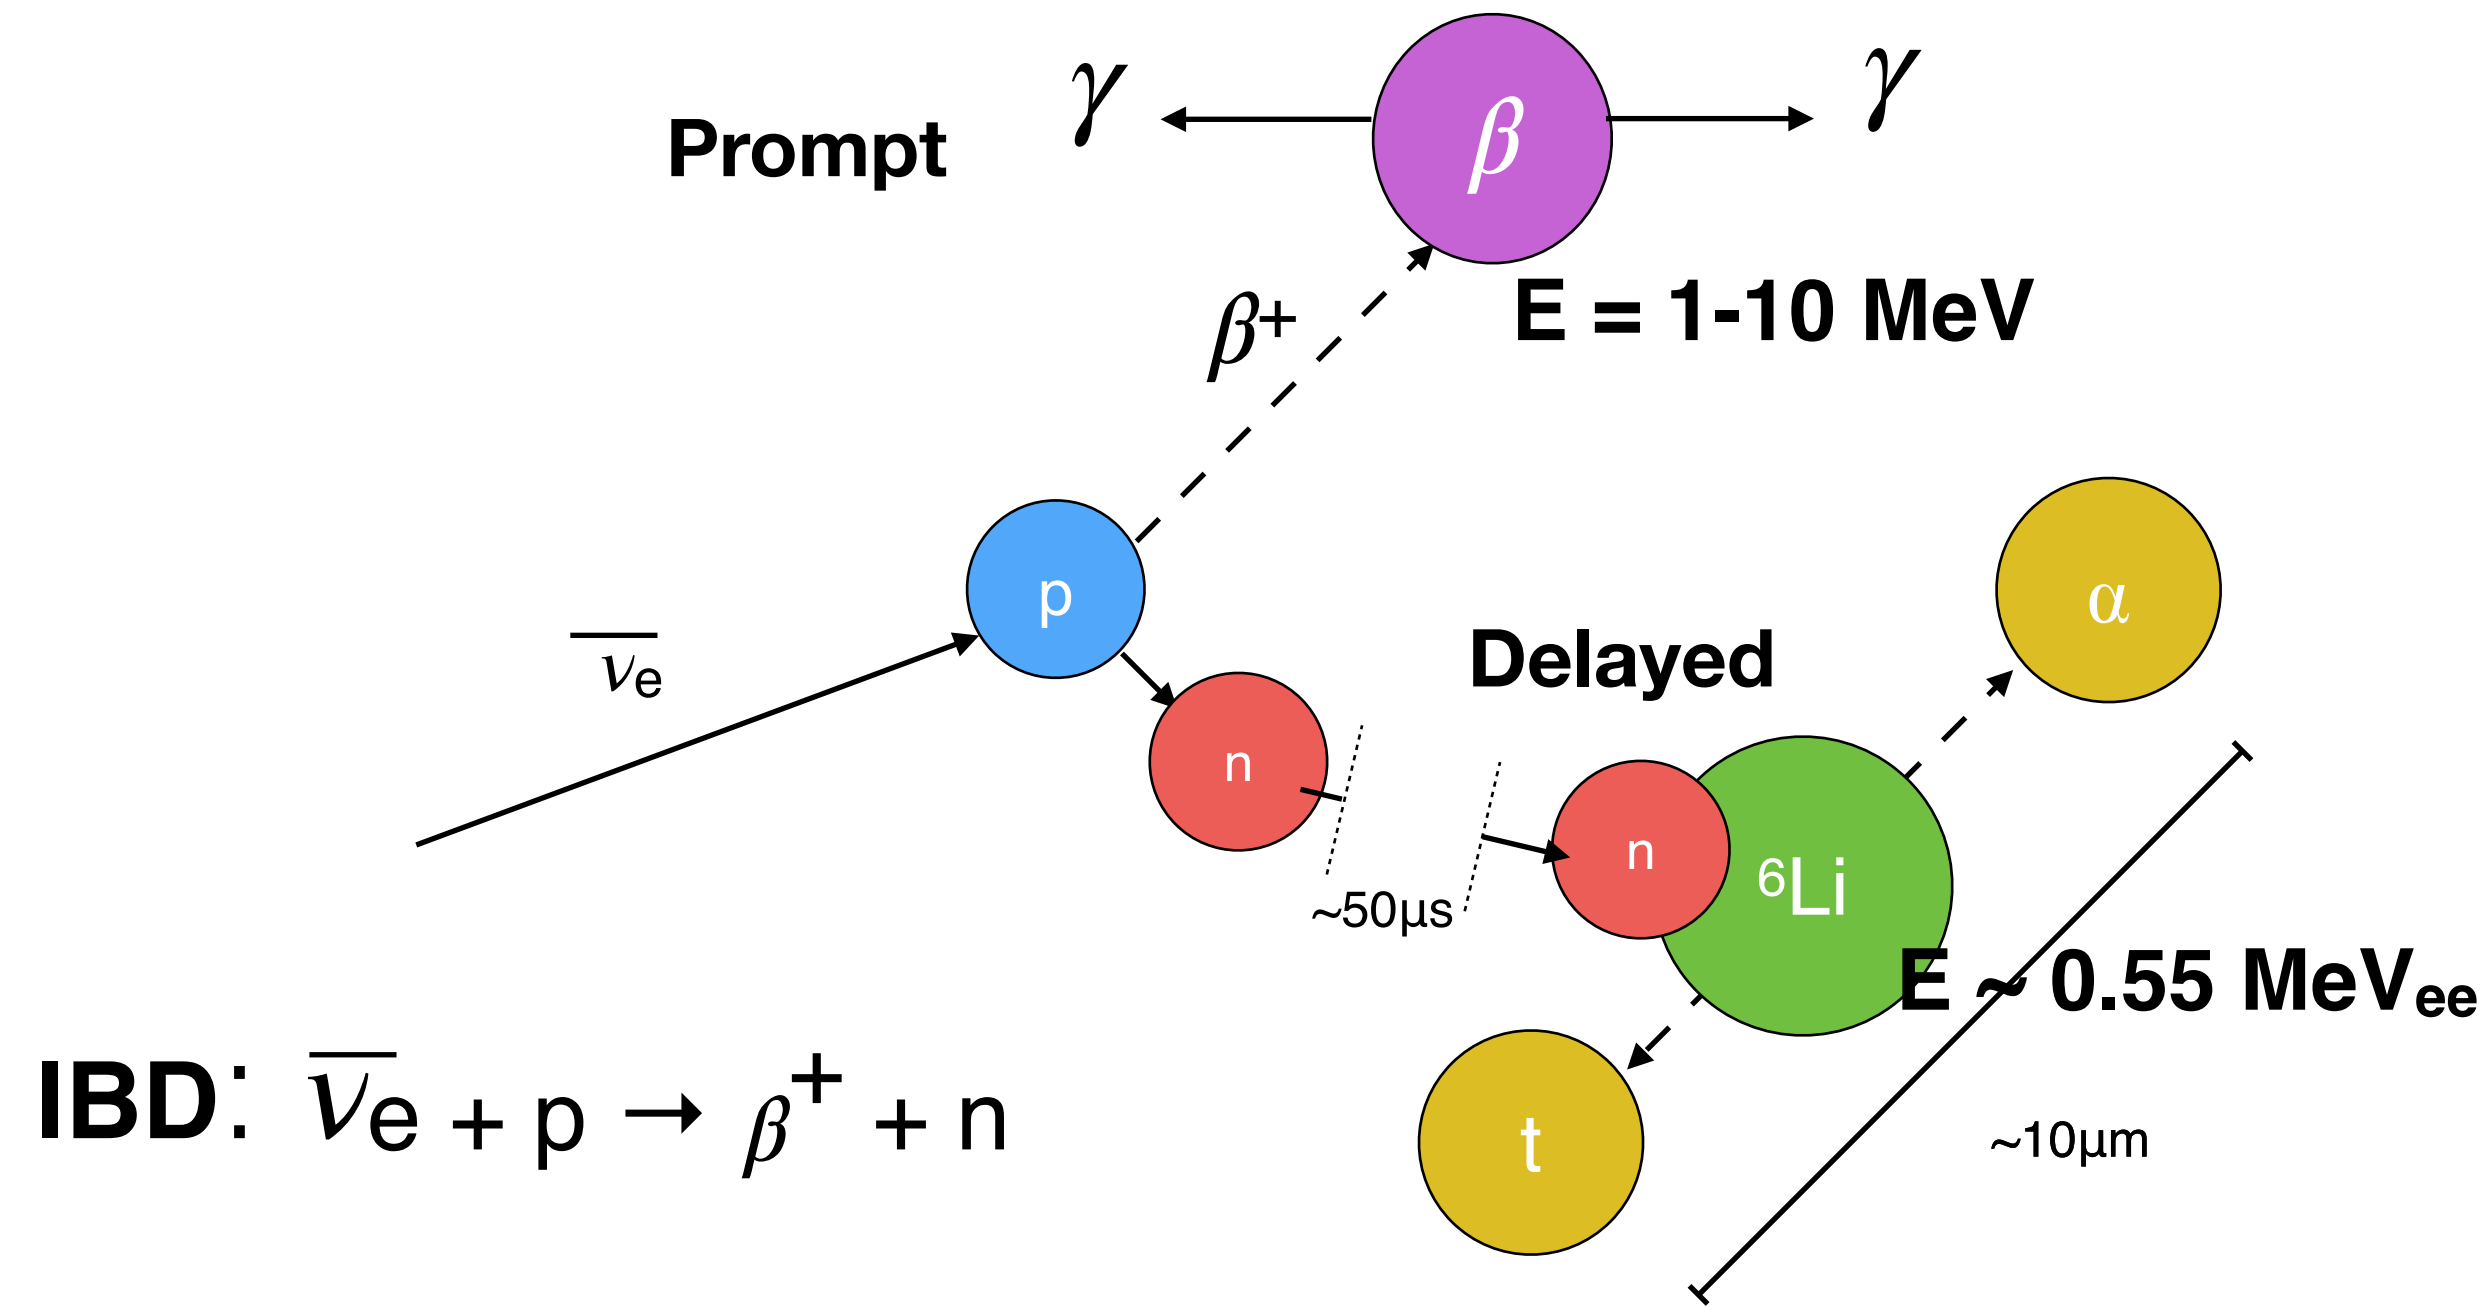 γ
β
γ
Prompt
E = 1-10 MeV
β⁺
p
α
ν̅e
Delayed
n
n
⁶Li
~50µs
E ~ 0.55 MeVee
IBD: ν̅e + p → β⁺ + n
t
~10µm